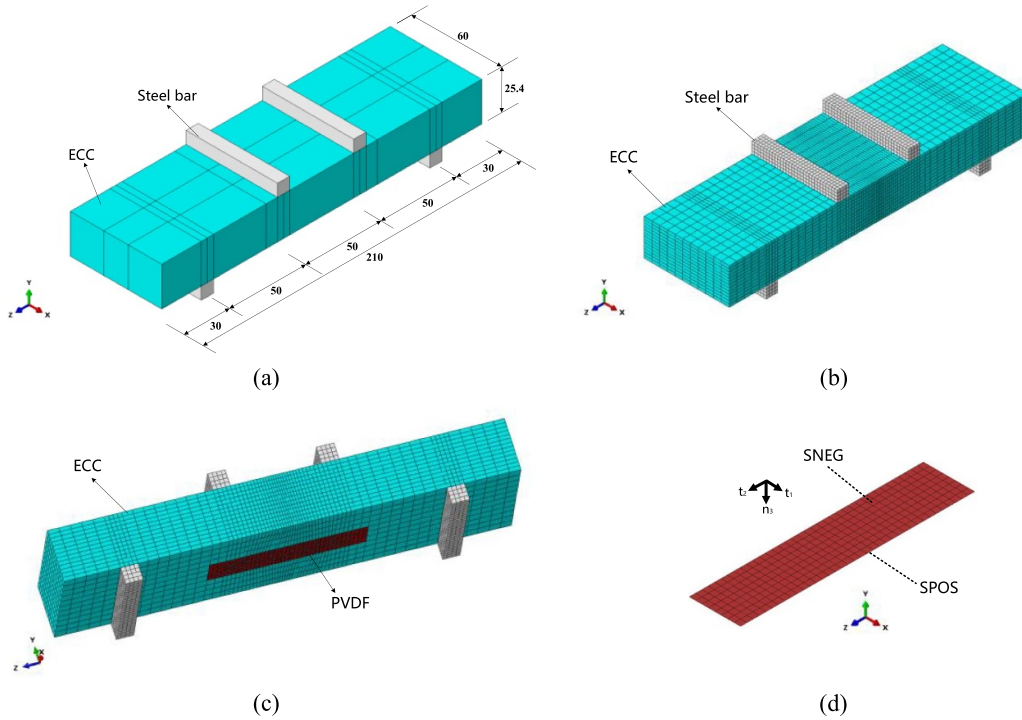 60
25.4
Steel bar
ECC
30
50
50
210
50
30
Y
Z
X
(a)
Steel bar
ECC
Y
Z
X
(b)
ECC
PVDF
Y
X
Z
(c)
SNEG
t₂
t₁
n₃
SPOS
Y
Z
X
(d)